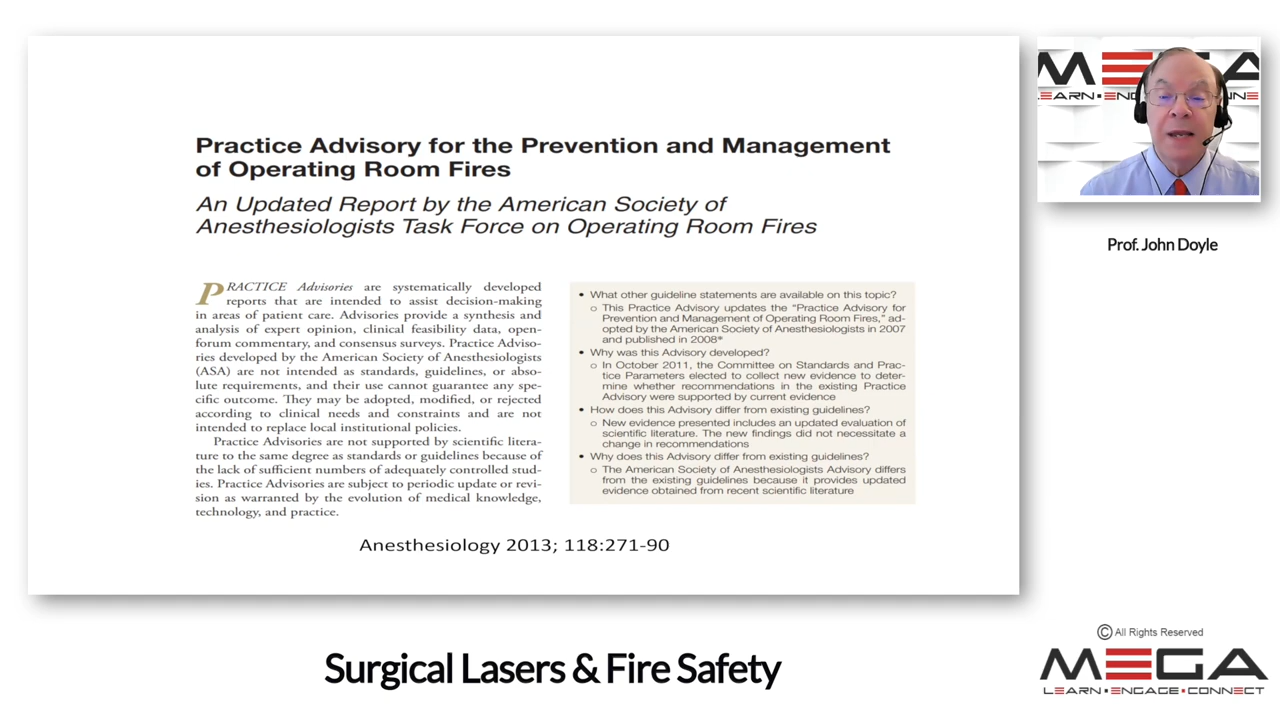 Practice Advisory for the Prevention and Management
of Operating Room Fires
An Updated Report by the American Society of
Anesthesiologists Task Force on Operating Room Fires
PRACTICE Advisories are systematically developed
reports that are intended to assist decision-making
in areas of patient care. Advisories provide a synthesis and
analysis of expert opinion, clinical feasibility data, open-
forum commentary, and consensus surveys. Practice Adviso-
ries developed by the American Society of Anesthesiologists
(ASA) are not intended as standards, guidelines, or abso-
lute requirements, and their use cannot guarantee any spe-
cific outcome. They may be adopted, modified, or rejected
according to clinical needs and constraints and are not
intended to replace local institutional policies.
Practice Advisories are not supported by scientific litera-
ture to the same degree as standards or guidelines because of
the lack of sufficient numbers of adequately controlled stud-
ies. Practice Advisories are subject to periodic update or revi-
sion as warranted by the evolution of medical knowledge,
technology, and practice.
• What other guideline statements are available on this topic?
o This Practice Advisory updates the “Practice Advisory for
Prevention and Management of Operating Room Fires,” ad-
opted by the American Society of Anesthesiologists in 2007
and published in 2008*
• Why was this Advisory developed?
o In October 2011, the Committee on Standards and Prac-
tice Parameters elected to collect new evidence to deter-
mine whether recommendations in the existing Practice
Advisory were supported by current evidence
• How does this Advisory differ from existing guidelines?
o New evidence presented includes an updated evaluation of
scientific literature. The new findings did not necessitate a
change in recommendations
• Why does this Advisory differ from existing guidelines?
o The American Society of Anesthesiologists Advisory differs
from the existing guidelines because it provides updated
evidence obtained from recent scientific literature
Anesthesiology 2013; 118:271-90
Prof. John Doyle
Surgical Lasers & Fire Safety
© All Rights Reserved
MEGA
LEARN • ENGAGE • CONNECT